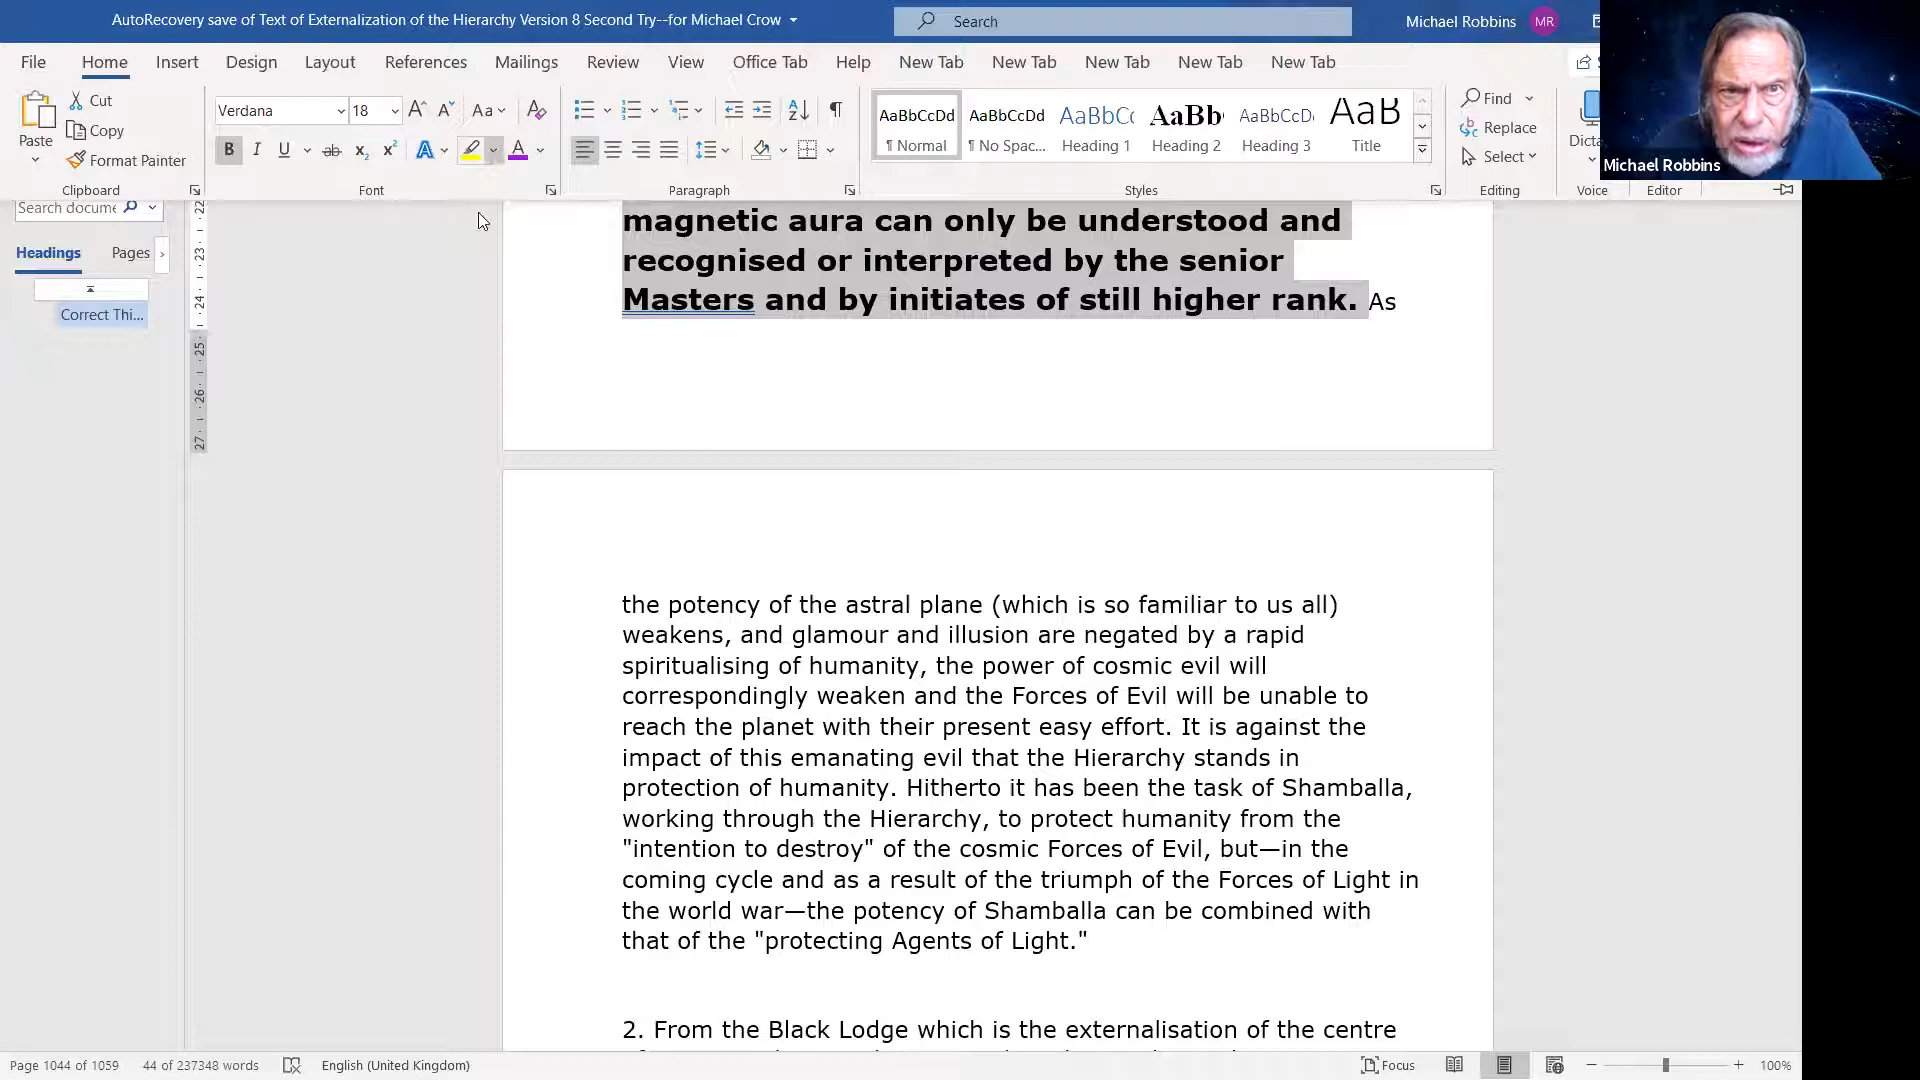 AutoRecovery save of Text of Externalization of the Hierarchy Version 8 Second Try--for Michael Crow
Search
Michael Robbins
MR
File Home Insert Design Layout References Mailings Review View Office Tab Help New Tab New Tab New Tab New Tab New Tab
Paste
Cut
Copy
Format Painter
Clipboard
Verdana
18
Font
Paragraph
AaBbCcDd
¶ Normal
AaBbCcDd
¶ No Spac...
AaBbCc
Heading 1
AaBb
Heading 2
AaBbCcD
Heading 3
AaB
Title
Styles
Find
Replace
Select
Editing
Dicta
Voice
Editor
Michael Robbins
Search docume
Headings
Pages
Correct Thi...
22
23
24
25
26
27
magnetic aura can only be understood and
recognised or interpreted by the senior
Masters and by initiates of still higher rank. As
the potency of the astral plane (which is so familiar to us all)
weakens, and glamour and illusion are negated by a rapid
spiritualising of humanity, the power of cosmic evil will
correspondingly weaken and the Forces of Evil will be unable to
reach the planet with their present easy effort. It is against the
impact of this emanating evil that the Hierarchy stands in
protection of humanity. Hitherto it has been the task of Shamballa,
working through the Hierarchy, to protect humanity from the
"intention to destroy" of the cosmic Forces of Evil, but—in the
coming cycle and as a result of the triumph of the Forces of Light in
the world war—the potency of Shamballa can be combined with
that of the "protecting Agents of Light."
2. From the Black Lodge which is the externalisation of the centre
Page 1044 of 1059
44 of 237348 words
English (United Kingdom)
Focus
100%